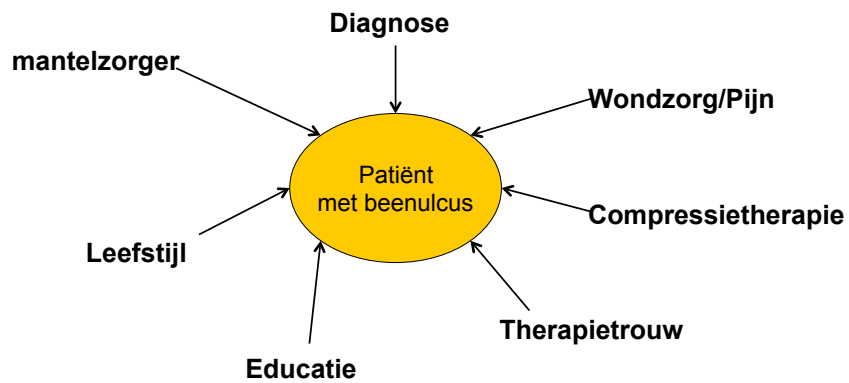 Diagnose
mantelzorger
Wondzorg/Pijn
Patiënt
met beenulcus
Compressietherapie
Leefstijl
Therapietrouw
Educatie